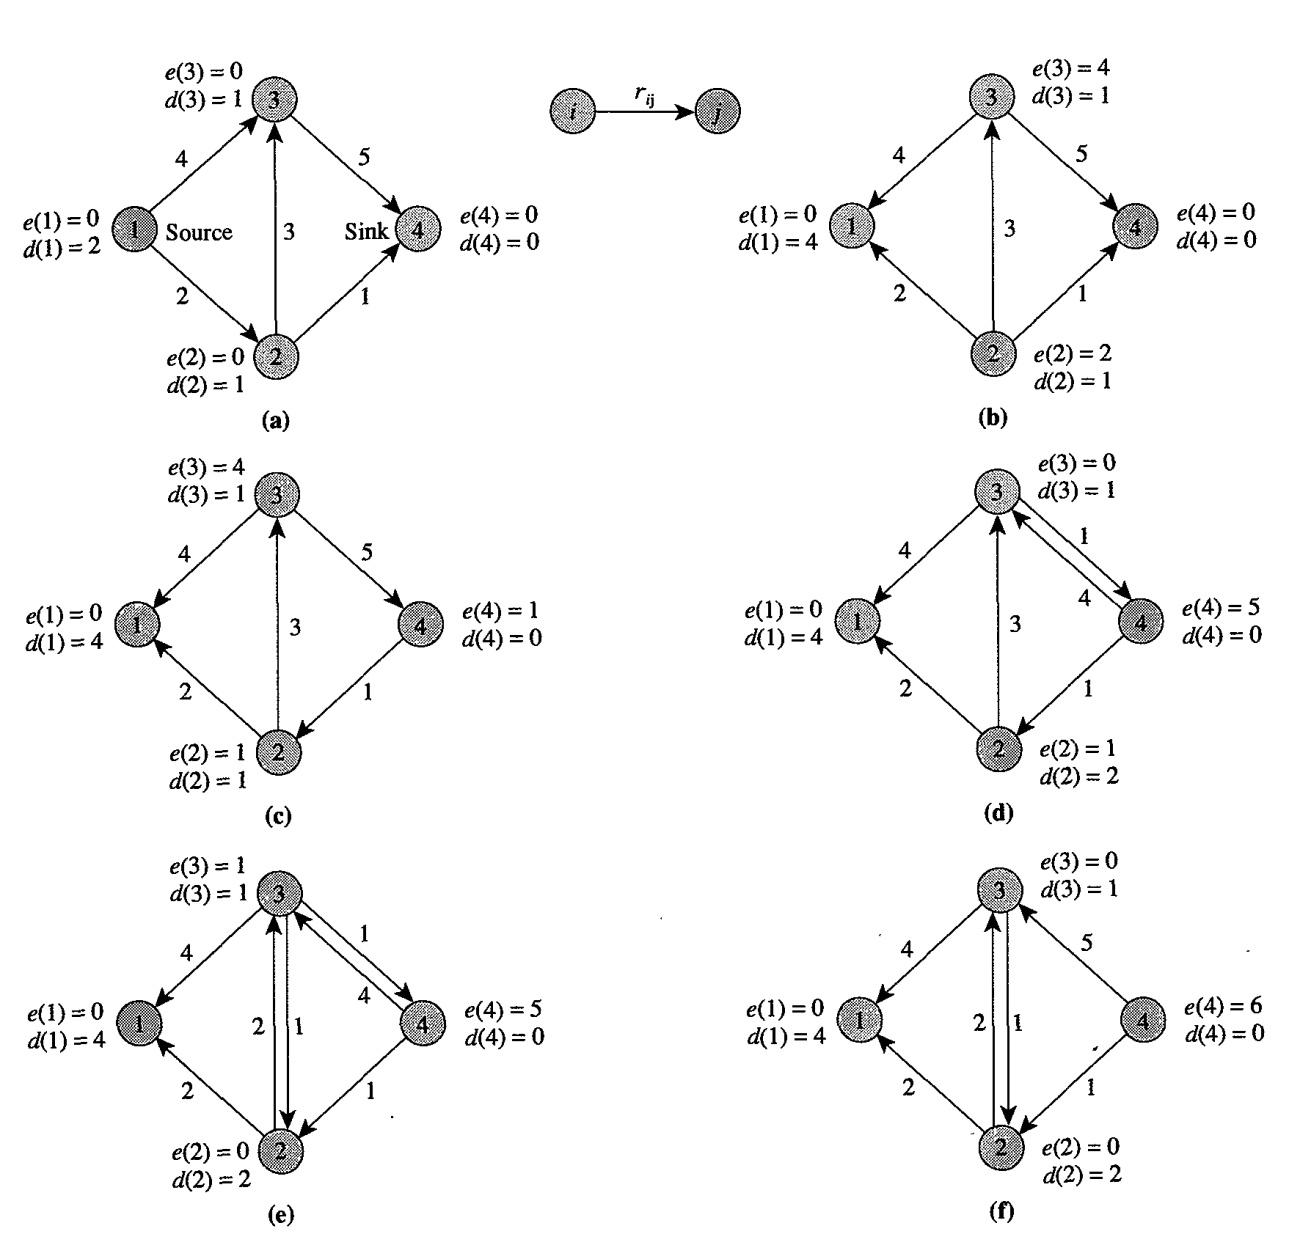 e(3) = 0
d(3) = 1
3
4
5
e(1) = 0
d(1) = 2
1
Source
3
Sink
4
e(4) = 0
d(4) = 0
2
1
e(2) = 0
d(2) = 1
2
(a)
i
r_ij
j
e(3) = 4
d(3) = 1
3
4
5
e(1) = 0
d(1) = 4
1
3
4
e(4) = 0
d(4) = 0
2
1
2
e(2) = 2
d(2) = 1
(b)
e(3) = 4
d(3) = 1
3
4
5
e(1) = 0
d(1) = 4
1
3
4
e(4) = 1
d(4) = 0
2
1
e(2) = 1
d(2) = 1
2
(c)
e(3) = 0
d(3) = 1
3
4
1
4
e(1) = 0
d(1) = 4
1
3
4
e(4) = 5
d(4) = 0
2
1
2
e(2) = 1
d(2) = 2
(d)
e(3) = 1
d(3) = 1
3
4
1
4
e(1) = 0
d(1) = 4
1
2
1
4
e(4) = 5
d(4) = 0
2
1
e(2) = 0
d(2) = 2
2
(e)
e(3) = 0
d(3) = 1
3
4
5
e(1) = 0
d(1) = 4
1
2
1
4
e(4) = 6
d(4) = 0
2
1
2
e(2) = 0
d(2) = 2
(f)